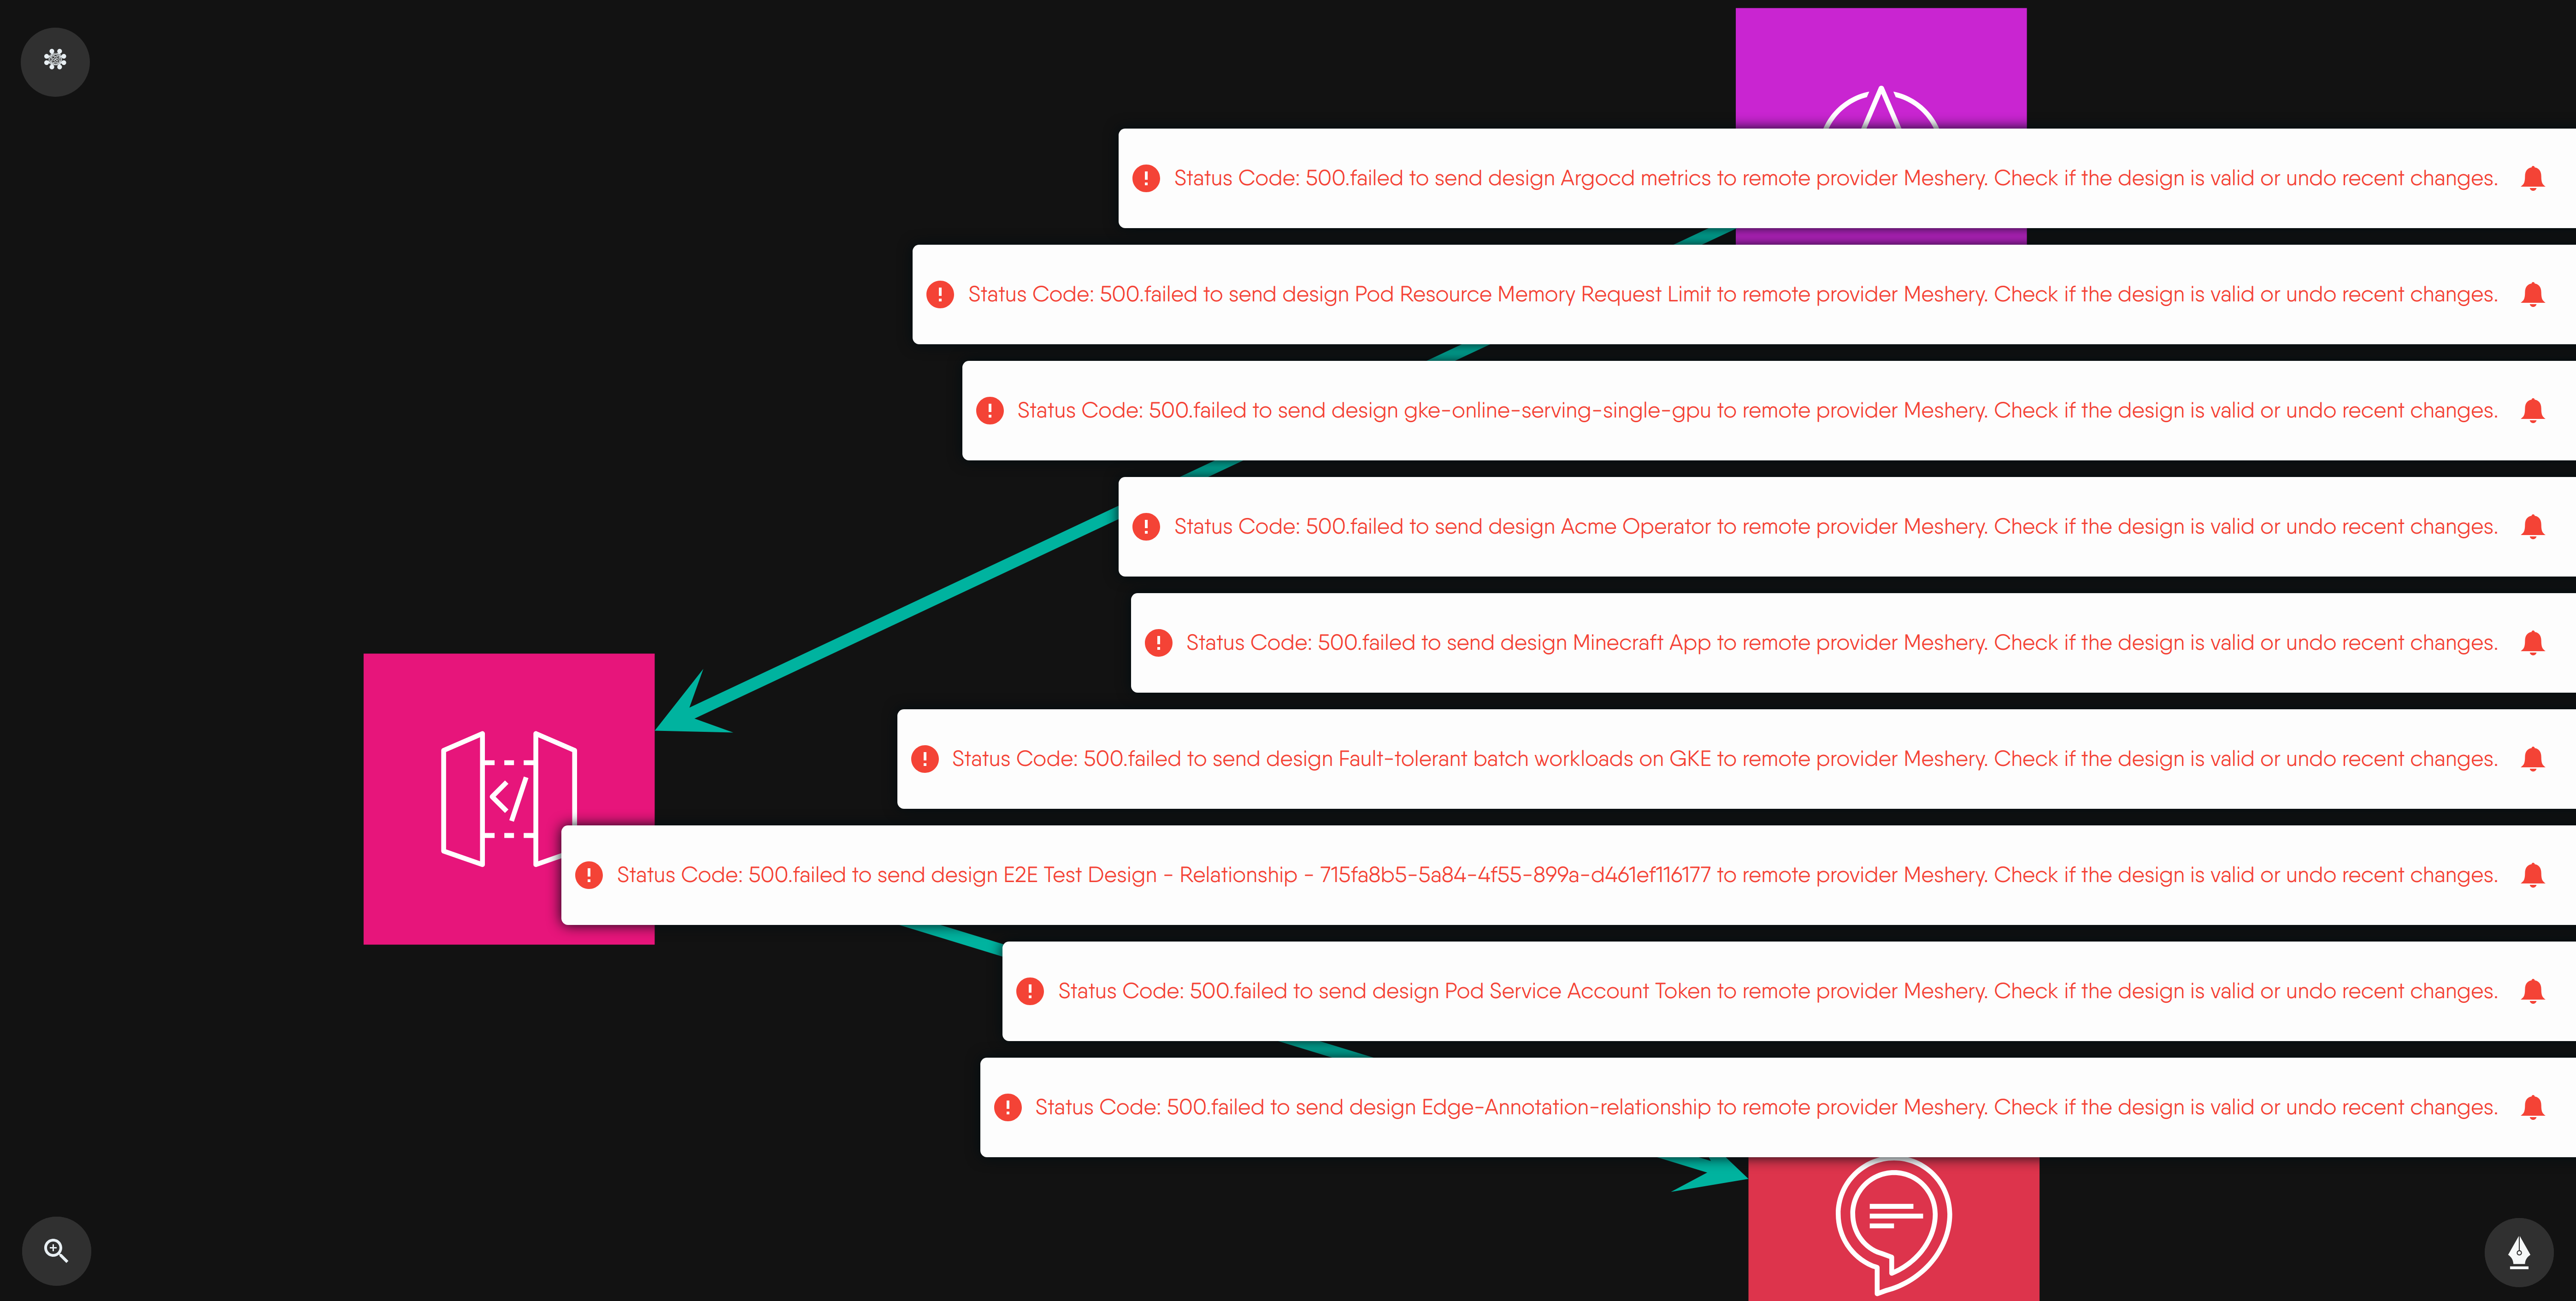 Status Code: 500.failed to send design Argocd metrics to remote provider Meshery. Check if the design is valid or undo recent changes.
Status Code: 500.failed to send design Pod Resource Memory Request Limit to remote provider Meshery. Check if the design is valid or undo recent changes.
Status Code: 500.failed to send design gke-online-serving-single-gpu to remote provider Meshery. Check if the design is valid or undo recent changes.
Status Code: 500.failed to send design Acme Operator to remote provider Meshery. Check if the design is valid or undo recent changes.
Status Code: 500.failed to send design Minecraft App to remote provider Meshery. Check if the design is valid or undo recent changes.
Status Code: 500.failed to send design Fault-tolerant batch workloads on GKE to remote provider Meshery. Check if the design is valid or undo recent changes.
Status Code: 500.failed to send design E2E Test Design - Relationship - 715fa8b5-5a84-4f55-899a-d461ef116177 to remote provider Meshery. Check if the design is valid or undo recent changes.
Status Code: 500.failed to send design Pod Service Account Token to remote provider Meshery. Check if the design is valid or undo recent changes.
Status Code: 500.failed to send design Edge-Annotation-relationship to remote provider Meshery. Check if the design is valid or undo recent changes.